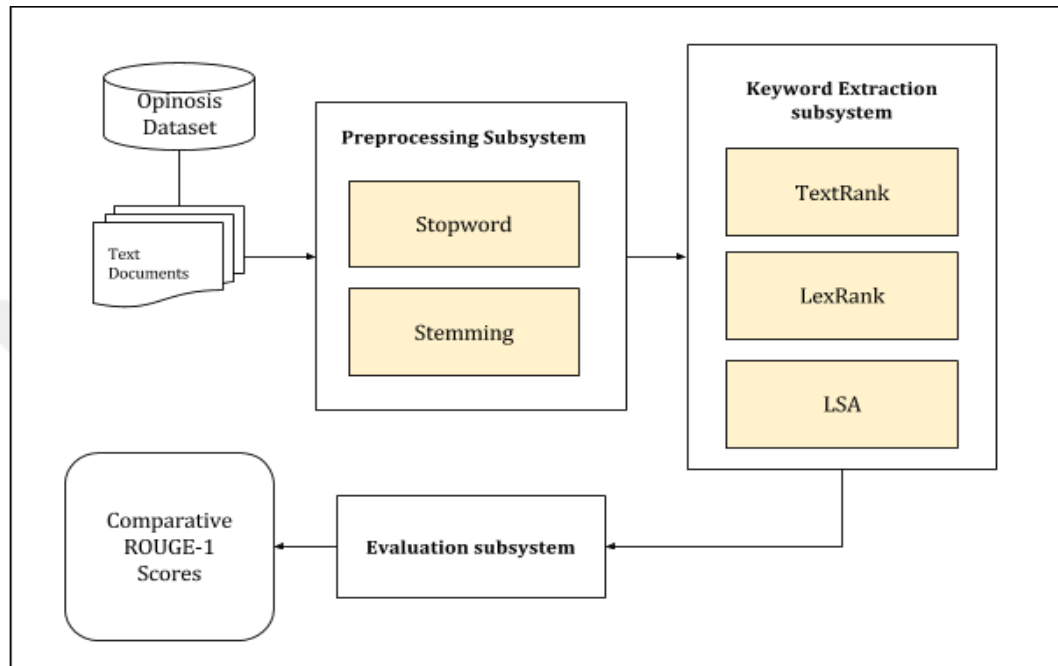 Opinosis
Dataset
Text
Documents
Preprocessing Subsystem
Stopword
Stemming
Keyword Extraction
subsystem
TextRank
LexRank
LSA
Evaluation subsystem
Comparative
ROUGE-1
Scores